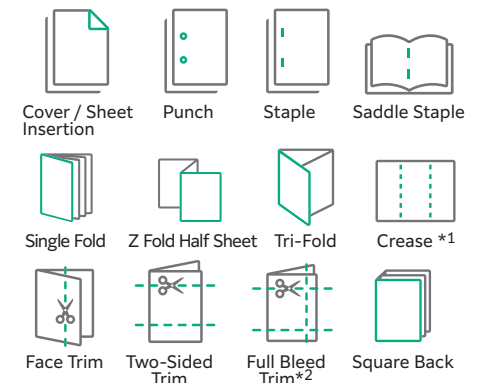 Cover / Sheet
Insertion
Punch
Staple
Saddle Staple
Single Fold
Z Fold Half Sheet
Tri-Fold
Crease *1
Face Trim
Two-Sided
Trim
Full Bleed
Trim*2
Square Back